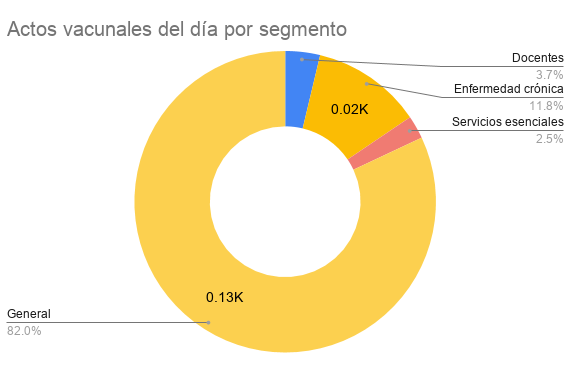 Actos vacunales del día por segmento
Docentes
3.7%
Enfermedad crónica
11.8%
0.02K
Servicios esenciales
2.5%
0.13K
General
82.0%